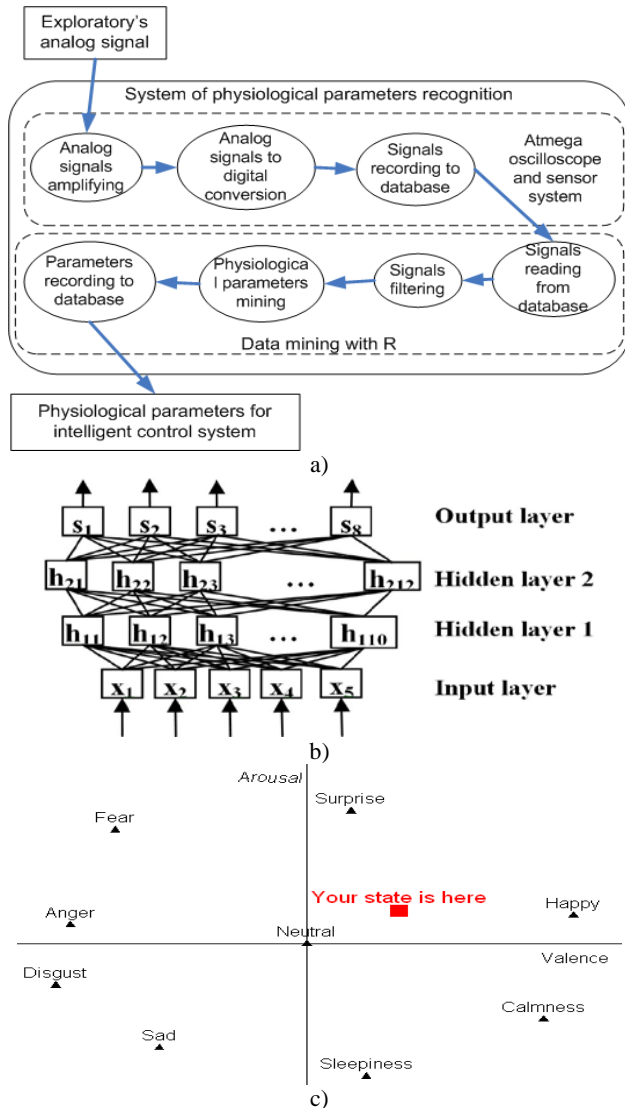 Exploratory's
analog signal
System of physiological parameters recognition
Analog
signals
amplifying
Analog
signals to
digital
conversion
Signals
recording to
database
Atmega
oscilloscope
and sensor
system
Parameters
recording to
database
Physiologica
l parameters
mining
Signals
filtering
Signals
reading
from
database
Data mining with R
Physiological parameters for
intelligent control system
a)
s1 s2 s3 ... s8 Output layer
h21 h22 h23 ... h212 Hidden layer 2
h11 h12 h13 ... h110 Hidden layer 1
x1 x2 x3 x4 x5 Input layer
b)
Arousal
Surprise
Fear
Your state is here
Anger
Happy
Neutral
Valence
Disgust
Calmness
Sad
Sleepiness
c)